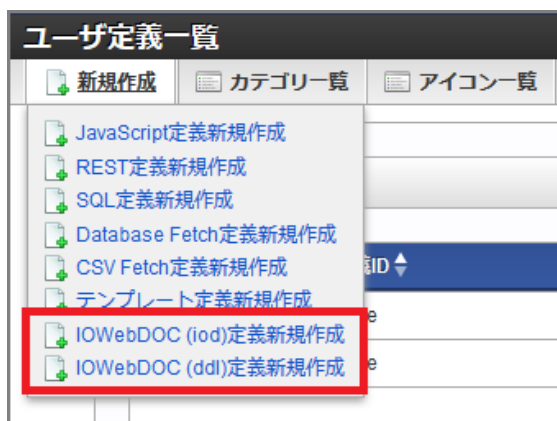 ユーザ定義一覧
新規作成 カテゴリ一覧 アイコン一覧
JavaScript定義新規作成
REST定義新規作成
SQL定義新規作成
Database Fetch定義新規作成
CSV Fetch定義新規作成
ID
テンプレート定義新規作成
e
IOWebDOC (iod)定義新規作成
IOWebDOC (ddl)定義新規作成
e